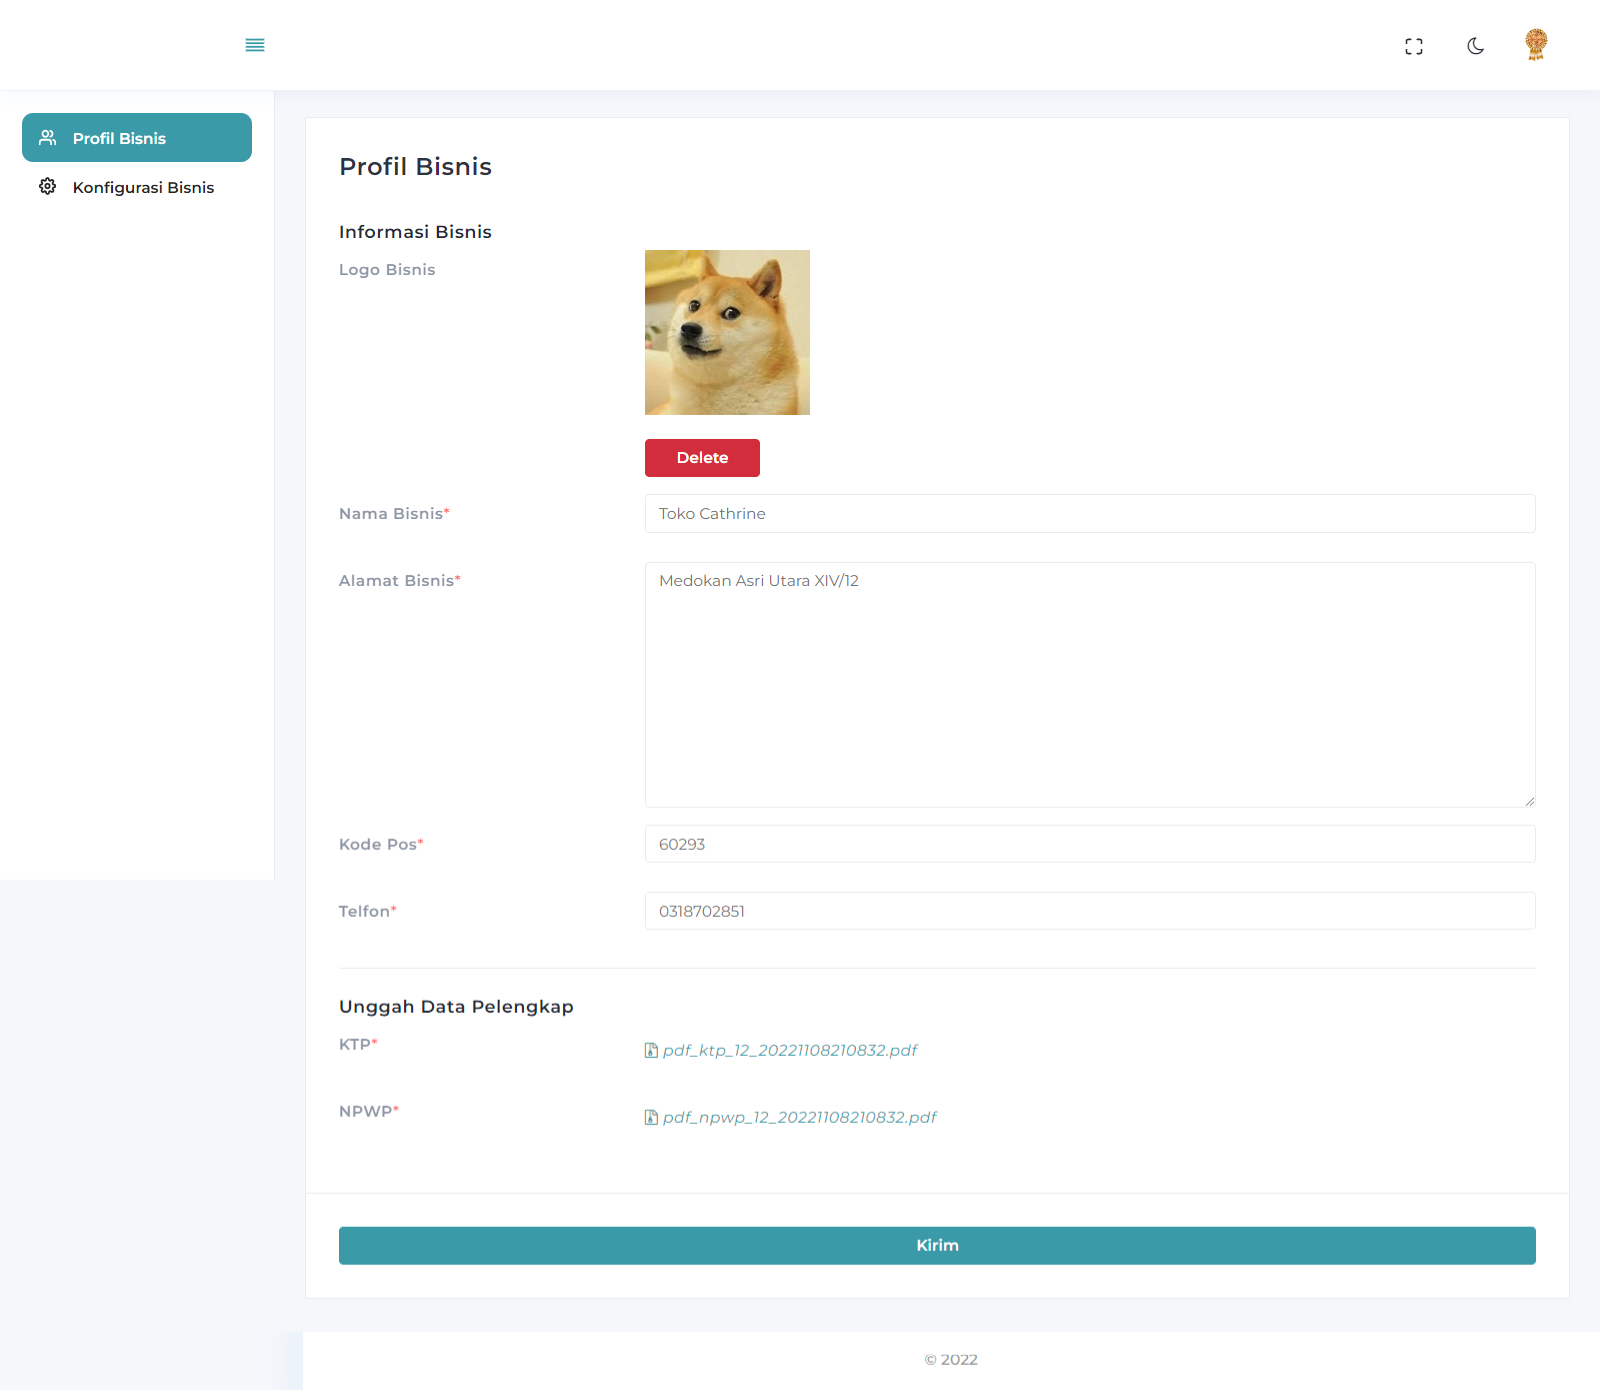 Profil Bisnis
Konfigurasi Bisnis
Profil Bisnis
Informasi Bisnis
Logo Bisnis
Delete
Nama Bisnis*
Toko Cathrine
Alamat Bisnis*
Medokan Asri Utara XIV/12
Kode Pos*
60293
Telfon*
0318702851
Unggah Data Pelengkap
KTP*
pdf_ktp_12_20221108210832.pdf
NPWP*
pdf_npwp_12_20221108210832.pdf
Kirim
© 2022